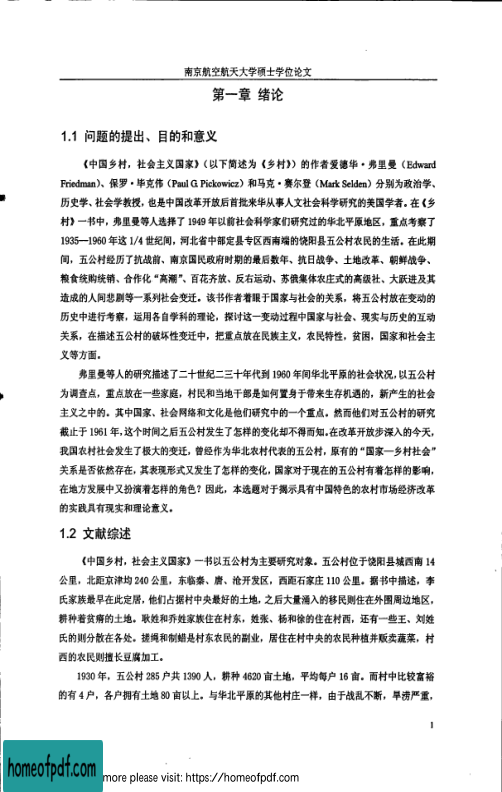 南京航空航天大学硕士学位论文
第一章 绪论
1.1 问题的提出、目的和意义
《中国乡村，社会主义国家》（以下简述为《乡村》）的作者爱德华·弗里曼（Edward
Friedman）、保罗·毕克伟（Paul G. Pickowicz）和马克·赛尔登（Mark Selden）分别为政治学、
历史学、社会学教授，也是中国改革开放后首批来华从事人文社会科学研究的美国学者。在《乡
村》一书中，弗里曼等人选择了 1949 年以前社会科学家们研究过的华北平原地区，重点考察了
1935—1960 年这 1/4 世纪间，河北省中部定县专区西南端的饶阳县五公村农民的生活。在此期
间，五公村经历了抗战前、南京国民政府时期的最后数年、抗日战争、土地改革、朝鲜战争、
粮食统购统销、合作化“高潮”、百花齐放、反右运动、苏俄集体农庄式的高级社、大跃进及其
造成的人间悲剧等一系列社会变迁。该书作者着眼于国家与社会的关系，将五公村放在变动的
历史中进行考察，运用各自学科的理论，探讨这一变动过程中国家与社会、现实与历史的互动
关系，在描述五公村的破坏性变迁中，把重点放在民族主义，农民特性，贫困，国家和社会主
义等方面。
弗里曼等人的研究描述了二十世纪二三十年代到 1960 年间华北平原的社会状况，以五公村
为调查点，重点放在一些家庭，村民和当地干部是如何置身于带来生存机遇的，新产生的社会
主义之中的。其中国家、社会网络和文化是他们研究中的一个重点。然而他们对五公村的研究
截止于 1961 年，这个时间之后五公村发生了怎样的变化却不得而知。在改革开放步深入的今天，
我国农村社会发生了极大的变迁，曾经作为华北农村代表的五公村，原有的“国家—乡村社会”
关系是否依然存在，其表现形式又发生了怎样的变化，国家对于现在的五公村有着怎样的影响，
在地方发展中又扮演着怎样的角色？因此，本选题对于揭示具有中国特色的农村市场经济改革
的实践具有现实和理论意义。
1.2 文献综述
《中国乡村，社会主义国家》一书以五公村为主要研究对象。五公村位于饶阳县城西南 14
公里，北距京津均 240 公里，东临泰、唐、沧开发区，西距石家庄 110 公里。据书中描述，李
氏家族最早在此定居，他们占据村中央最好的土地，之后大量涌入的移民则住在外围周边地区，
耕种着贫瘠的土地。耿姓和乔姓家族住在村东，姓张、杨和徐的住在村西，还有一些王、刘姓
氏的则分散在各处。搓绳和制蜡是村东农民的副业，居住在村中央的农民种植并贩卖蔬菜，村
西的农民则擅长豆腐加工。
1930 年，五公村 285 户共 1390 人，耕种 4620 亩土地，平均每户 16 亩。而村中比较富裕
的有 4 户，各户拥有土地 80 亩以上。与华北平原的其他村庄一样，由于战乱不断，旱涝严重，
1
homeofpdf.com
more please visit: https://homeofpdf.com